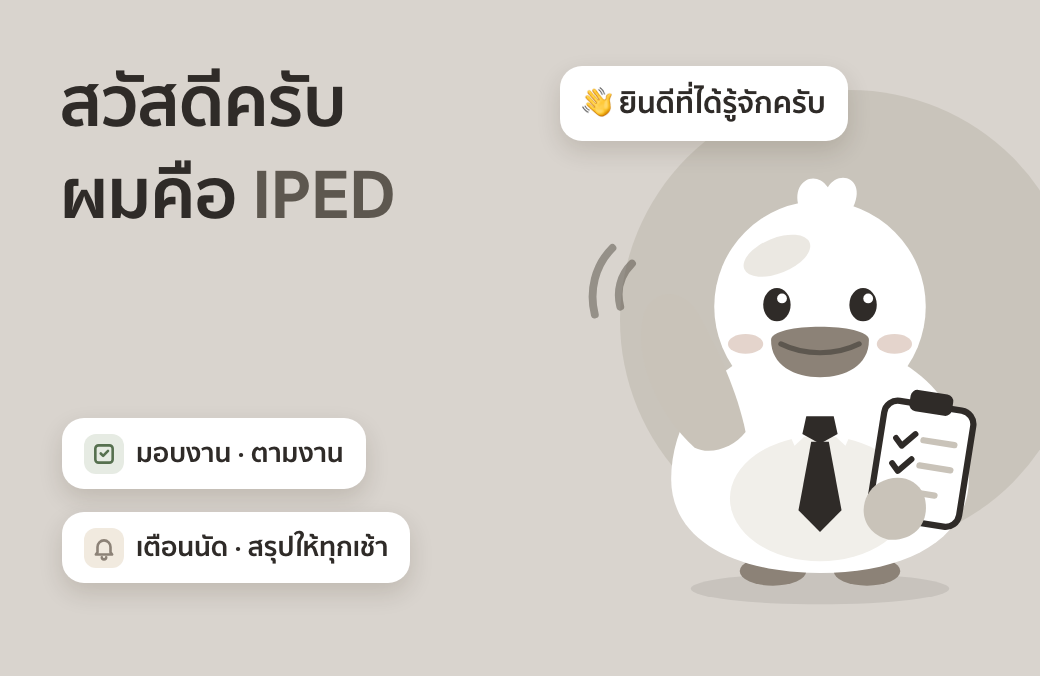 สวัสดีครับ
ผมคือ IPED
👋 ยินดีที่ได้รู้จักครับ
มอบงาน · ตามงาน
เตือนนัด · สรุปให้ทุกเช้า